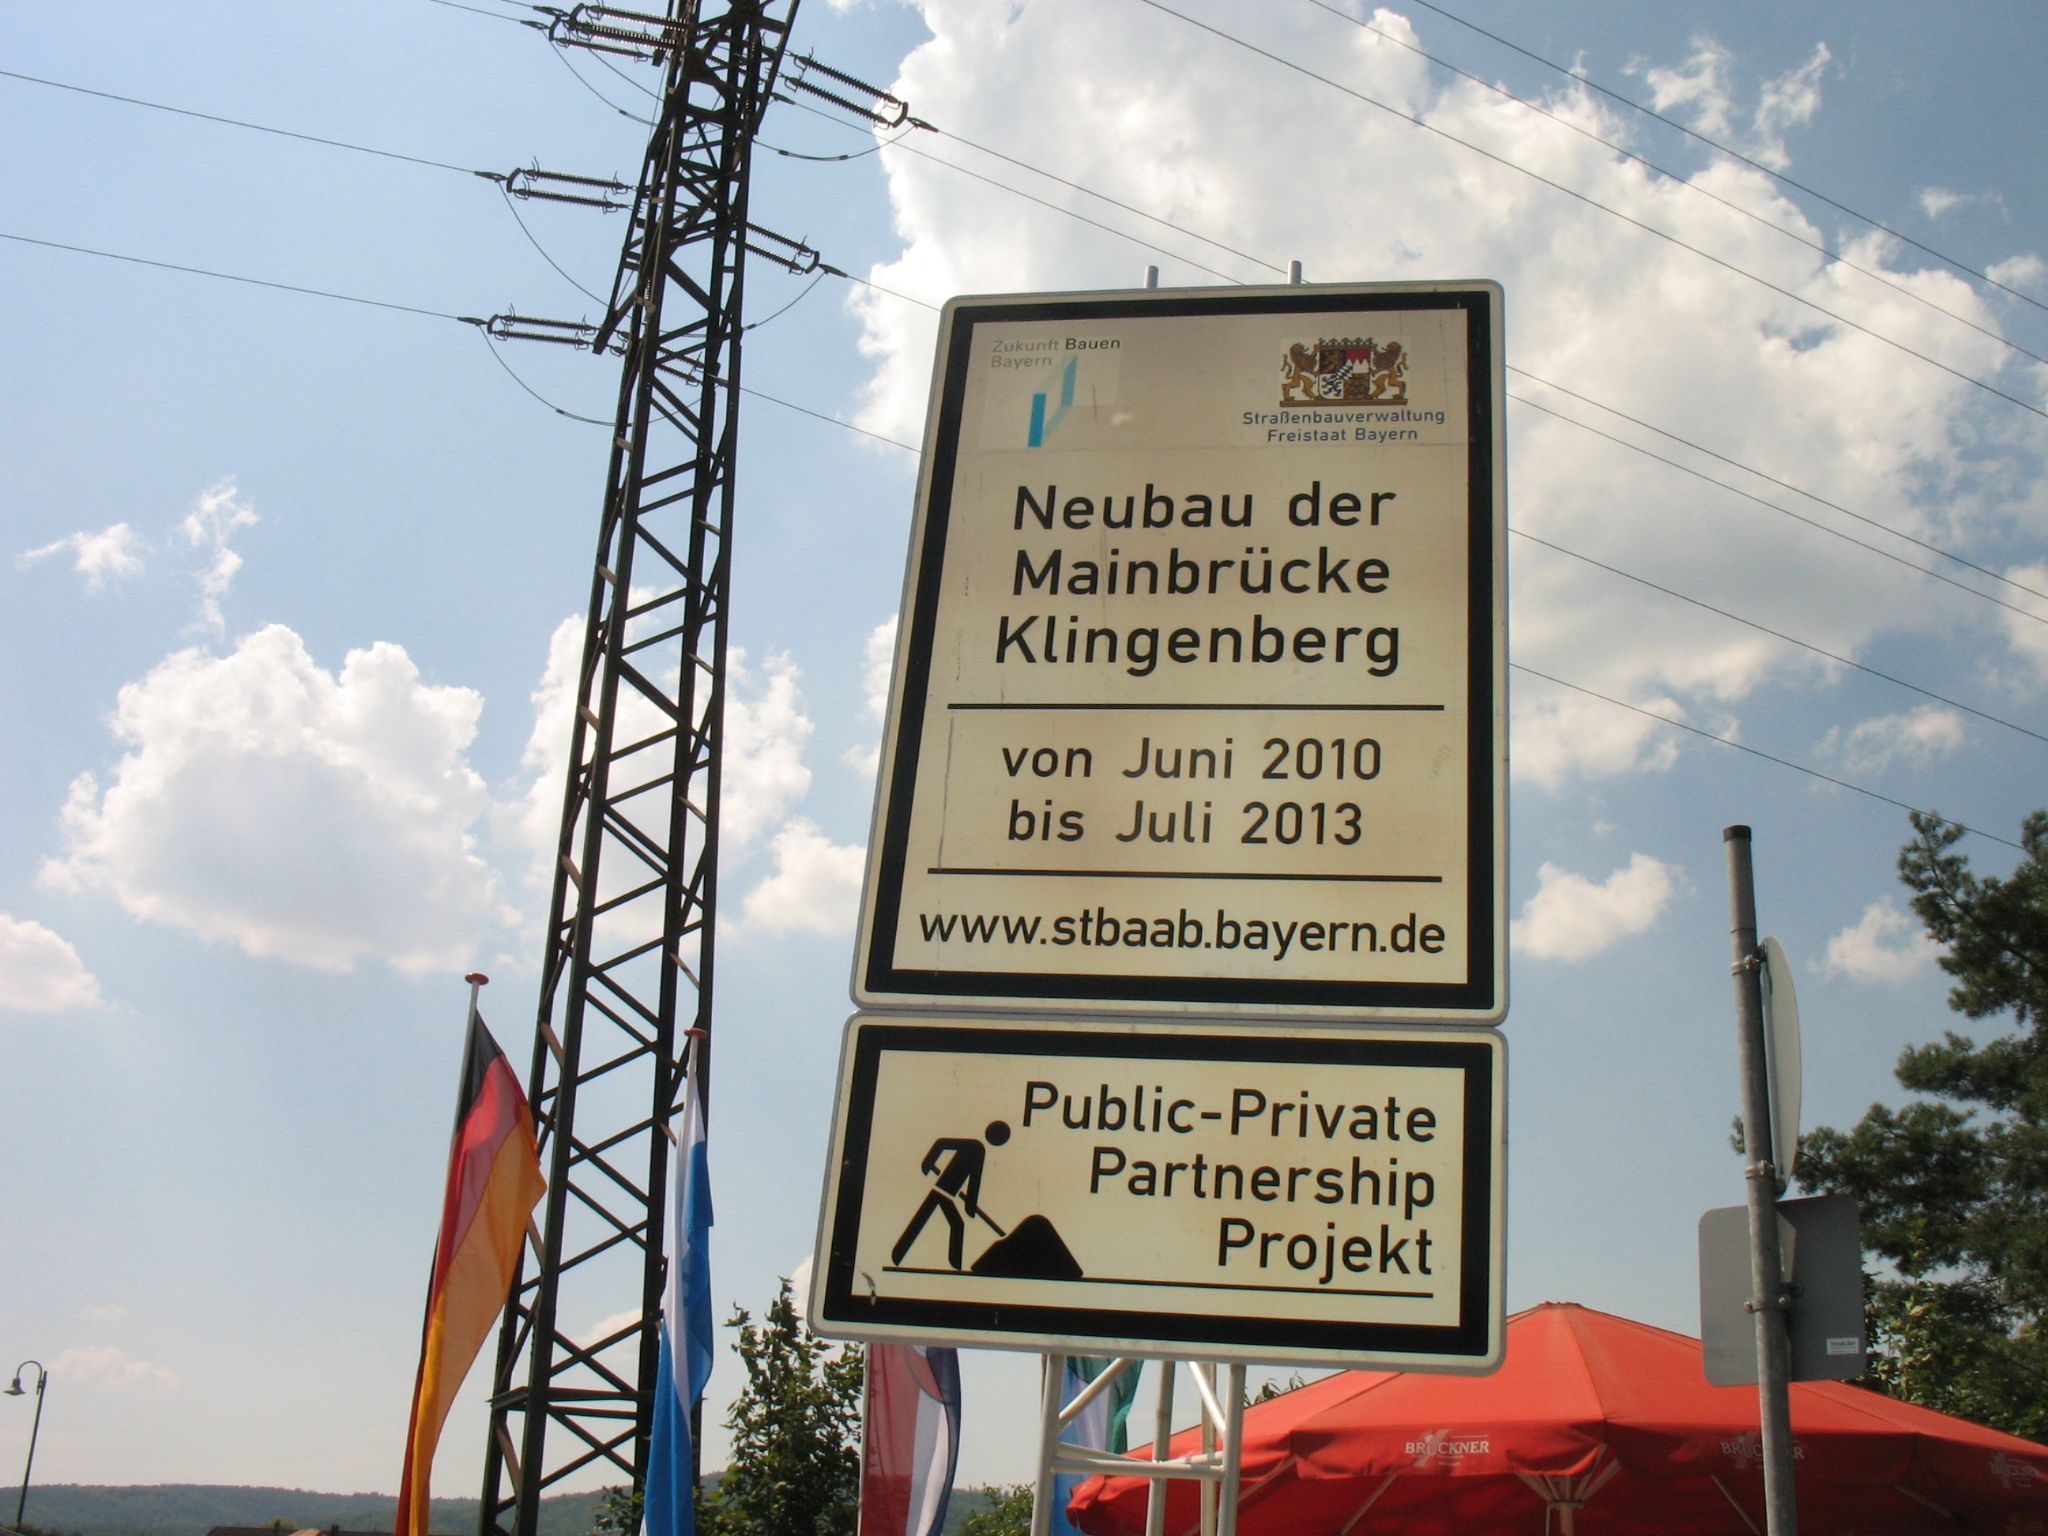 Zukunft Bauen
Bayern
Straßenbauverwaltung
Freistaat Bayern
Neubau der
Mainbrücke
Klingenberg
von Juni 2010
bis Juli 2013
www.stbaab.bayern.de
Public-Private
Partnership
Projekt
BRÜCKNER
BRÜCKNER